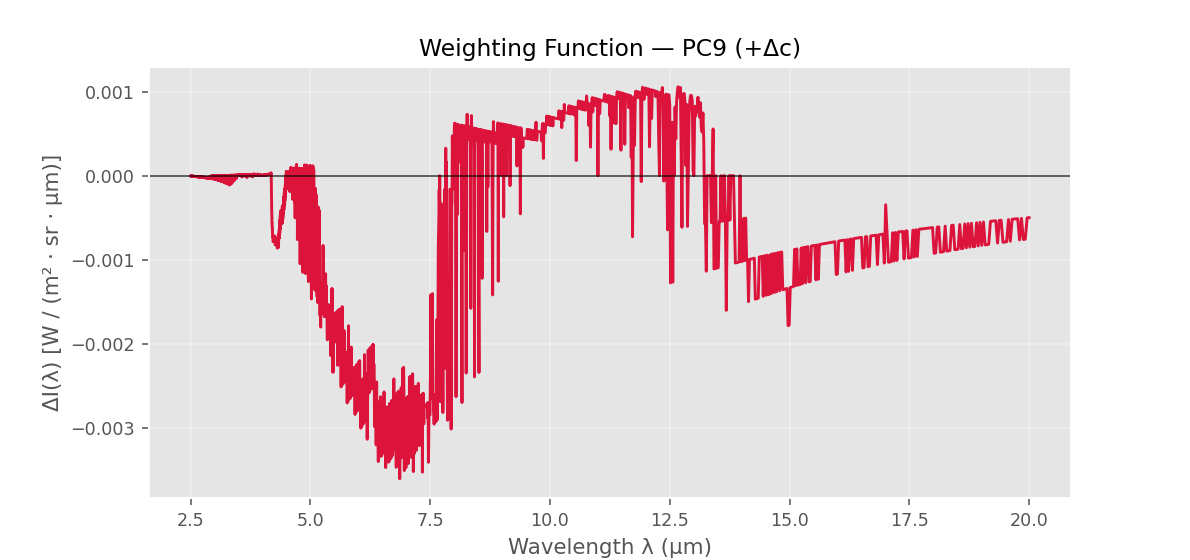 Weighting Function — PC9 (+Δc)
ΔI(λ) [W / (m² · sr · μm)]
0.001
0.000
−0.001
−0.002
−0.003
2.5 5.0 7.5 10.0 12.5 15.0 17.5 20.0
Wavelength λ (μm)